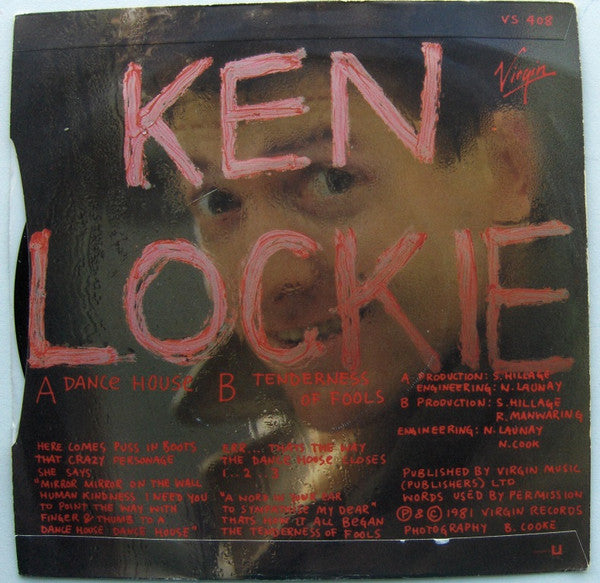 VS 408
Virgin
KEN
LOCKIE
A DANCE HOUSE
B TENDERNESS
OF FOOLS
A PRODUCTION: S. HILLAGE
ENGINEERING: N. LAUNAY
B PRODUCTION: S. HILLAGE
R. MANWARING
ENGINEERING: N. LAUNAY
N. COOK
HERE COMES PUSS IN BOOTS
THAT CRAZY PERSONAGE
SHE SAYS
"MIRROR MIRROR ON THE WALL
HUMAN KINDNESS I NEED YOU
TO POINT THE WAY WITH
FINGER & THUMB TO A
DANCE HOUSE DANCE HOUSE"
ERR... THAT'S THE WAY
THE DANCE HOUSE CLOSES
1.. 2.. 
"A WORD IN YOUR EAR
TO MY DEAR"
THATS HOW IT ALL BEGAN
THE TENDERNESS OF FOOLS
PUBLISHED BY VIRGIN MUSIC
(PUBLISHERS) LTD
WORDS USED BY PERMISSION
℗ & © 1981 VIRGIN RECORDS
PHOTOGRAPHY B. COOKE